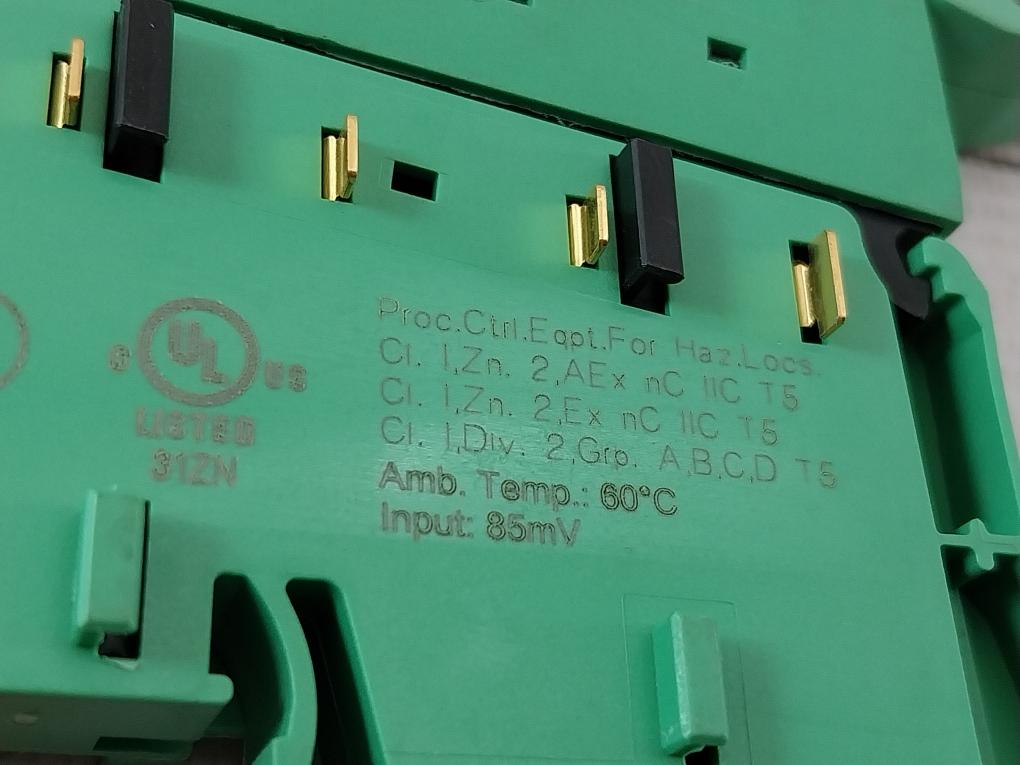 UL
US
LISTED
31ZN
Proc.Ctrl.Eqpt.For Haz.Locs.
Cl. I,Zn. 2,AEx nC IIC T5
Cl. I,Zn. 2,Ex nC IIC T5
Cl. I,Div. 2,Grp. A,B,C,D T5
Amb. Temp.: 60°C
Input: 85mV